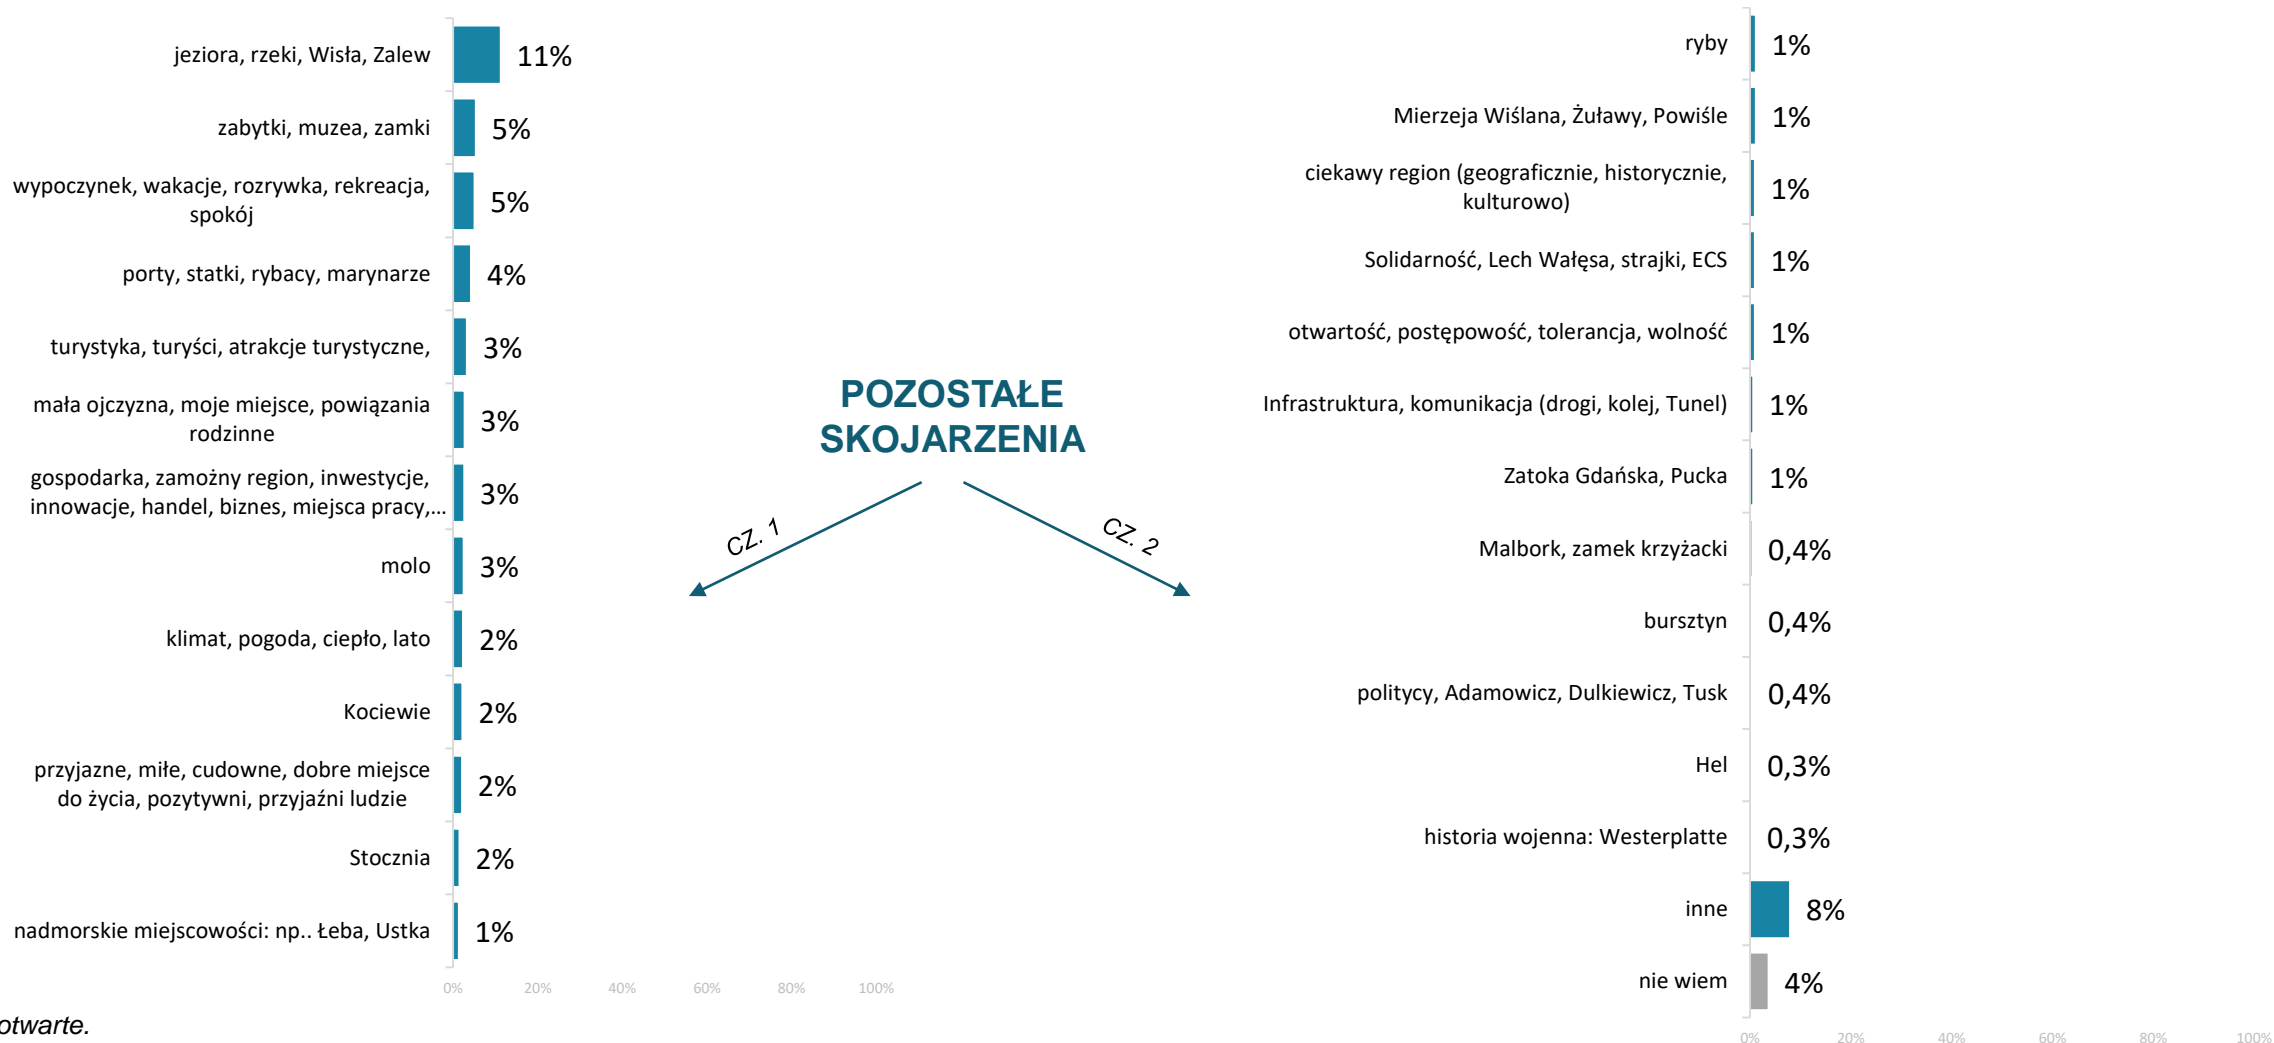 jeziora, rzeki, Wisła, Zalew 11%
zabytki, muzea, zamki 5%
wypoczynek, wakacje, rozrywka, rekreacja,
spokój 5%
porty, statki, rybacy, marynarze 4%
turystyka, turyści, atrakcje turystyczne, 3%
mała ojczyzna, moje miejsce, powiązania
rodzinne 3%
gospodarka, zamożny region, inwestycje,
innowacje, handel, biznes, miejsca pracy,... 3%
molo 3%
klimat, pogoda, ciepło, lato 2%
Kociewie 2%
przyjazne, miłe, cudowne, dobre miejsce
do życia, pozytywni, przyjaźni ludzie 2%
Stocznia 2%
nadmorskie miejscowości: np.. Łeba, Ustka 1%
0% 20% 40% 60% 80% 100%
otwarte.
POZOSTAŁE
SKOJARZENIA
CZ. 1
CZ. 2
ryby 1%
Mierzeja Wiślana, Żuławy, Powiśle 1%
ciekawy region (geograficznie, historycznie,
kulturowo) 1%
Solidarność, Lech Wałęsa, strajki, ECS 1%
otwartość, postępowość, tolerancja, wolność 1%
Infrastruktura, komunikacja (drogi, kolej, Tunel) 1%
Zatoka Gdańska, Pucka 1%
Malbork, zamek krzyżacki 0,4%
bursztyn 0,4%
politycy, Adamowicz, Dulkiewicz, Tusk 0,4%
Hel 0,3%
historia wojenna: Westerplatte 0,3%
inne 8%
nie wiem 4%
0% 20% 40% 60% 80% 100%